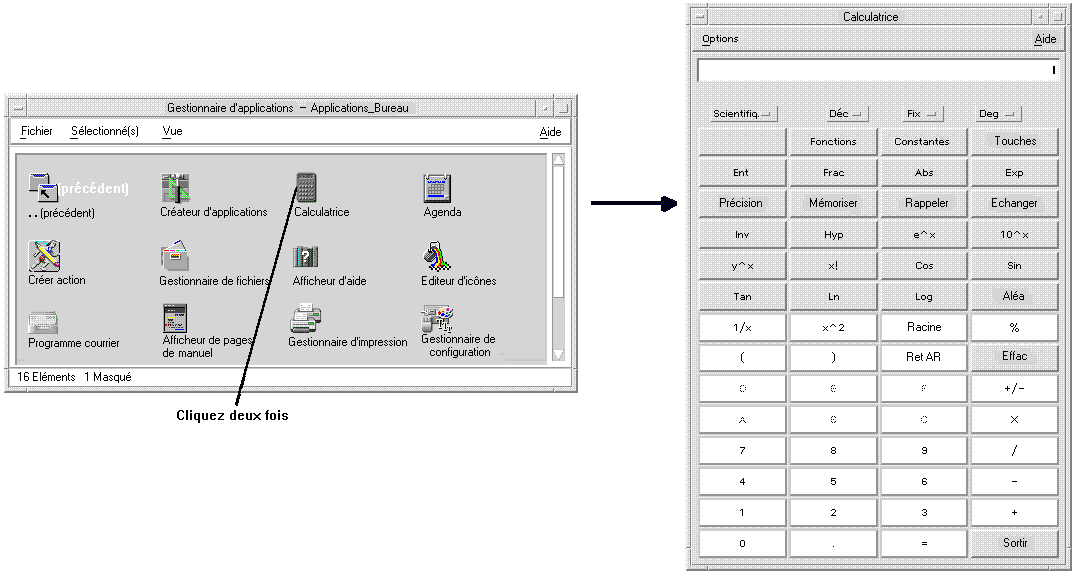 Gestionnaire d'applications - Applications_Bureau
Fichier Sélectionné(s) Vue Aide
(précédent)
..(précédent) Créateur d'applications Calculatrice Agenda
Créer action Gestionnaire de fichiers Afficheur d'aide Editeur d'icônes
Programme courrier Afficheur de pages de manuel Gestionnaire d'impression Gestionnaire de configuration
16 Eléments 1 Masqué
Cliquez deux fois
Calculatrice
Options Aide
Scientifiq. Déc Fix Deg
Fonctions Constantes Touches
Ent Frac Abs Exp
Précision Mémoriser Rappeler Echanger
Inv Hyp e^x 10^x
y^x x! Cos Sin
Tan Ln Log Aléa
1/x x^2 Racine %
( ) Ret AR Effac
+/-
X
7 8 9 /
4 5 6 -
1 2 3 +
0 . = Sortir